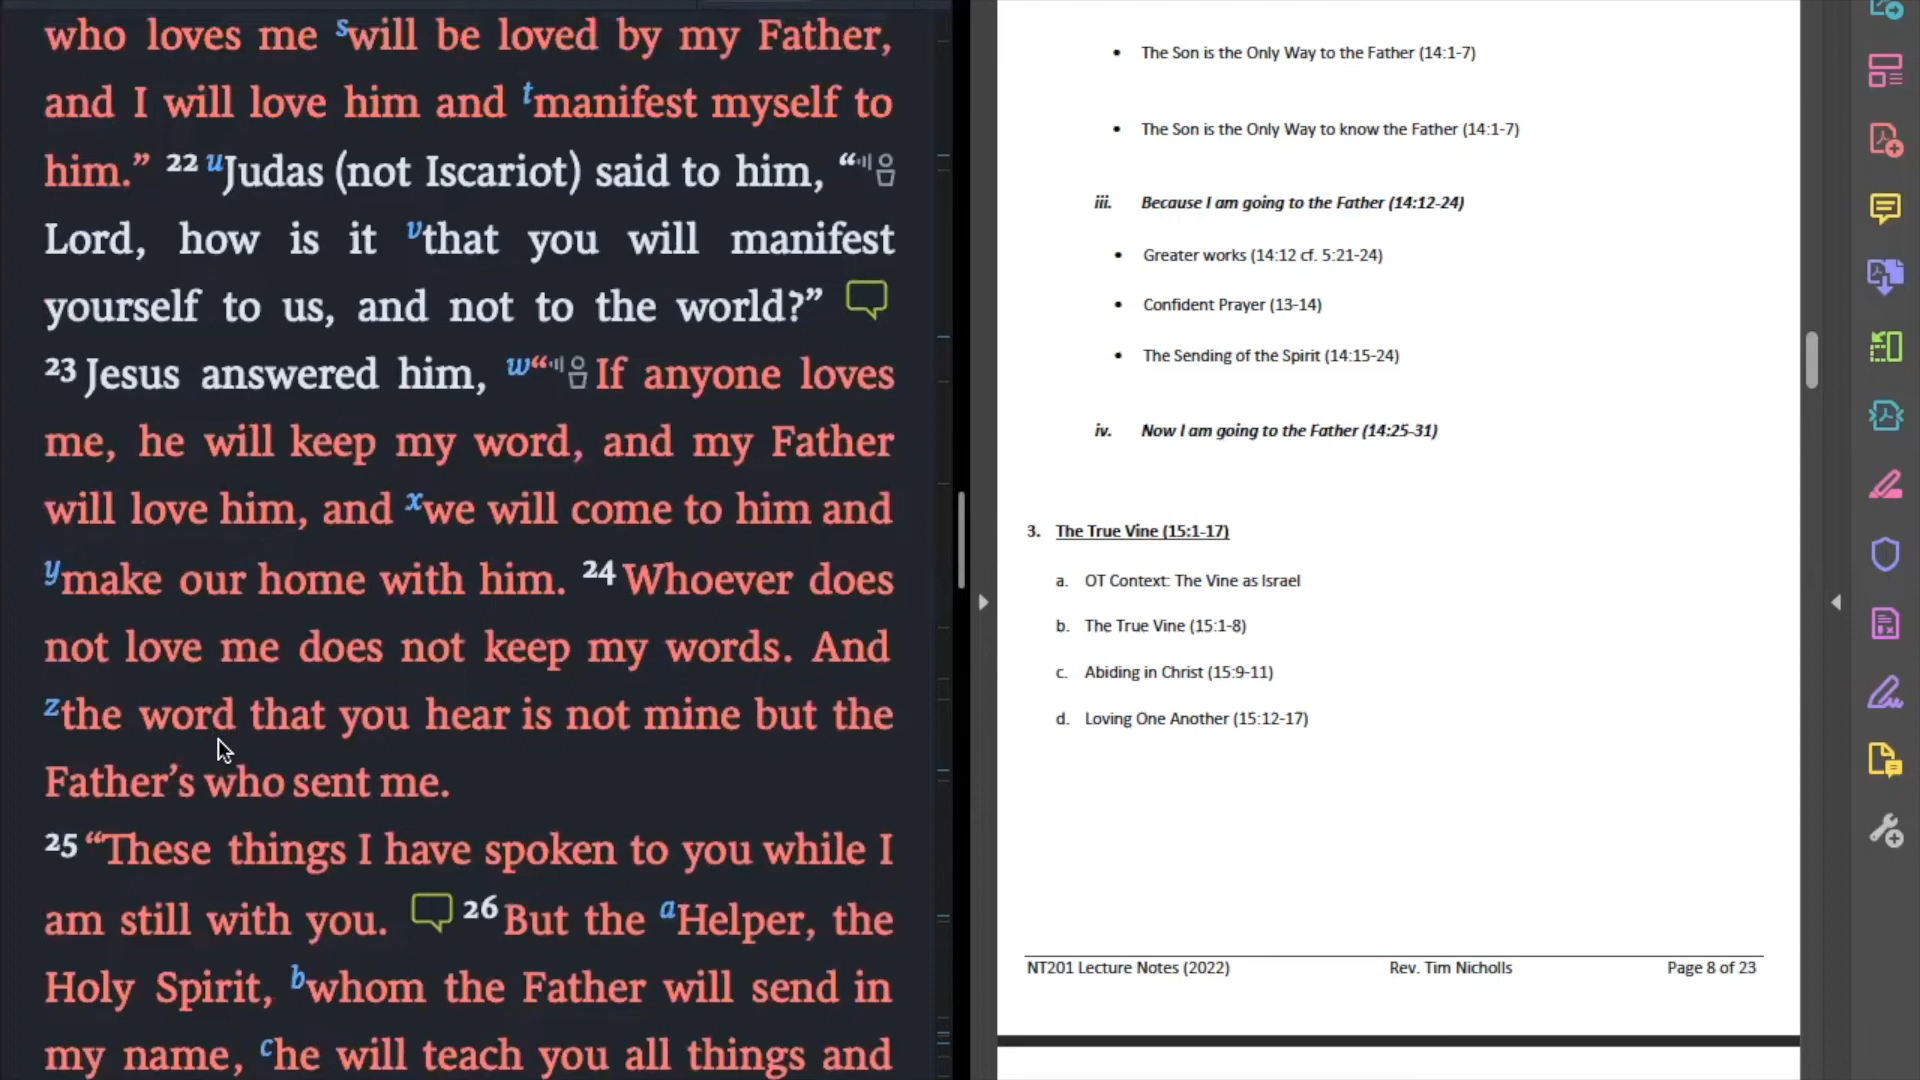 who loves me swill be loved by my Father,
and I will love him and tmanifest myself to
him.” 22 uJudas (not Iscariot) said to him, “
Lord, how is it vthat you will manifest
yourself to us, and not to the world?”
23 Jesus answered him, w“If anyone loves
me, he will keep my word, and my Father
will love him, and xwe will come to him and
ymake our home with him. 24 Whoever does
not love me does not keep my words. And
zthe word that you hear is not mine but the
Father’s who sent me.
25 “These things I have spoken to you while I
am still with you. 26 But the aHelper, the
Holy Spirit, bwhom the Father will send in
my name, che will teach you all things and
• The Son is the Only Way to the Father (14:1-7)
• The Son is the Only Way to know the Father (14:1-7)
iii. Because I am going to the Father (14:12-24)
• Greater works (14:12 cf. 5:21-24)
• Confident Prayer (13-14)
• The Sending of the Spirit (14:15-24)
iv. Now I am going to the Father (14:25-31)
3. The True Vine (15:1-17)
a. OT Context: The Vine as Israel
b. The True Vine (15:1-8)
c. Abiding in Christ (15:9-11)
d. Loving One Another (15:12-17)
NT201 Lecture Notes (2022) Rev. Tim Nicholls Page 8 of 23